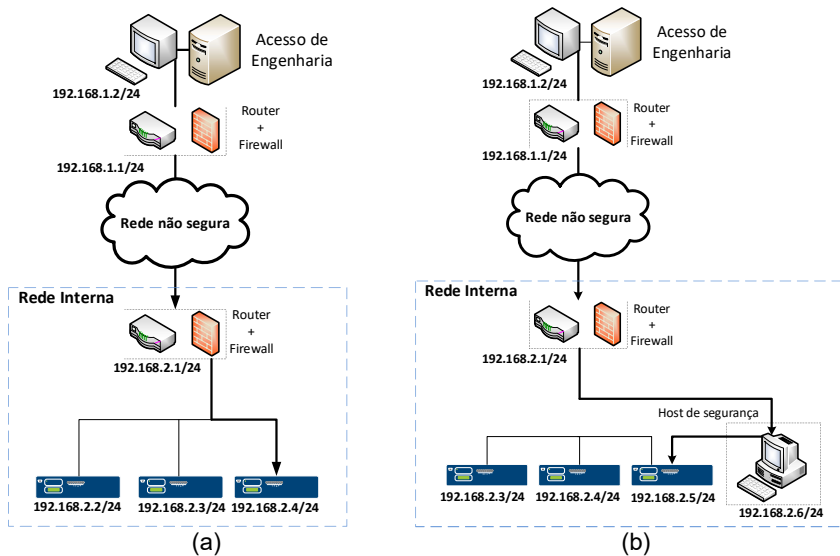 Acesso de
Engenharia
192.168.1.2/24
Router
+
Firewall
192.168.1.1/24
Rede não segura
Rede Interna
Router
+
Firewall
192.168.2.1/24
192.168.2.2/24
192.168.2.3/24
192.168.2.4/24
(a)
Acesso de
Engenharia
192.168.1.2/24
Router
+
Firewall
192.168.1.1/24
Rede não segura
Rede Interna
Router
+
Firewall
192.168.2.1/24
Host de segurança
192.168.2.3/24
192.168.2.4/24
192.168.2.5/24
192.168.2.6/24
(b)